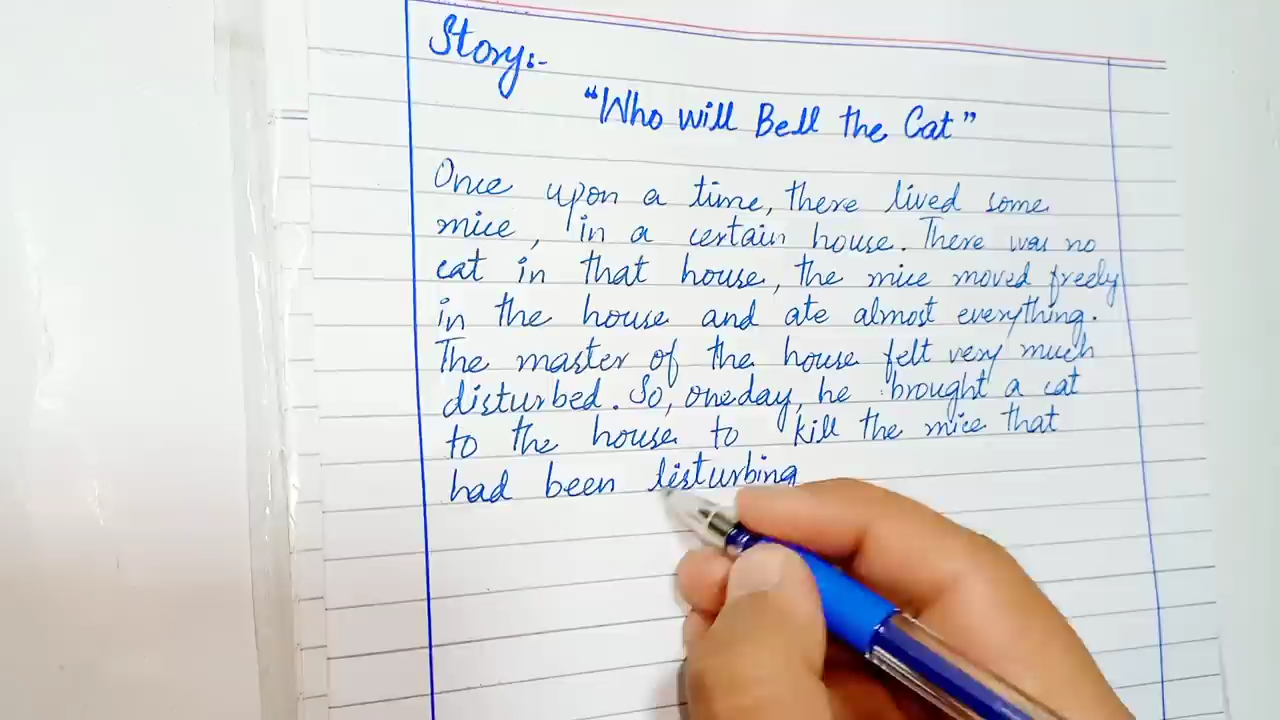 Story:-
"Who will Bell the Cat"
Once upon a time, there lived some
mice, in a certain house. There was no
cat in that house, the mice moved freely
in the house and ate almost everything.
The master of the house felt very much
disturbed. So, oneday, he brought a cat
to the house to kill the mice that
had been disturbing